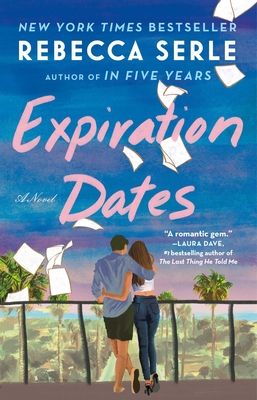 NEW YORK TIMES BESTSELLER
REBECCA SERLE
AUTHOR OF IN FIVE YEARS
Expiration
A Novel
Dates
"A romantic gem."
—LAURA DAVE,
#1 bestselling author of
The Last Thing He Told Me